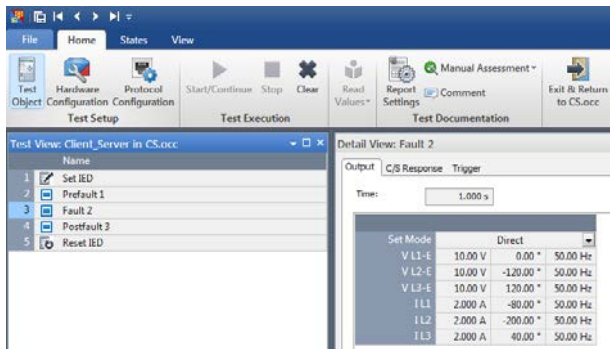 File Home States View
Test Object
Hardware Configuration
Protocol Configuration
Start/Continue
Stop
Clear
Read Values
Report Settings
Manual Assessment
Comment
Exit & Return to CS.occ
Test Setup
Test Execution
Test Documentation
Test View: Client_Server in CS.occ
Name
1 Set IED
2 Prefault 1
3 Fault 2
4 Postfault 3
5 Reset IED
Detail View: Fault 2
Output C/S Response Trigger
Time: 1.000 s
Set Mode Direct
V L1-E 10.00 V 0.00 ° 50.00 Hz
V L2-E 10.00 V -120.00 ° 50.00 Hz
V L3-E 10.00 V 120.00 ° 50.00 Hz
I L1 2.000 A -80.00 ° 50.00 Hz
I L2 2.000 A -200.00 ° 50.00 Hz
I L3 2.000 A 40.00 ° 50.00 Hz